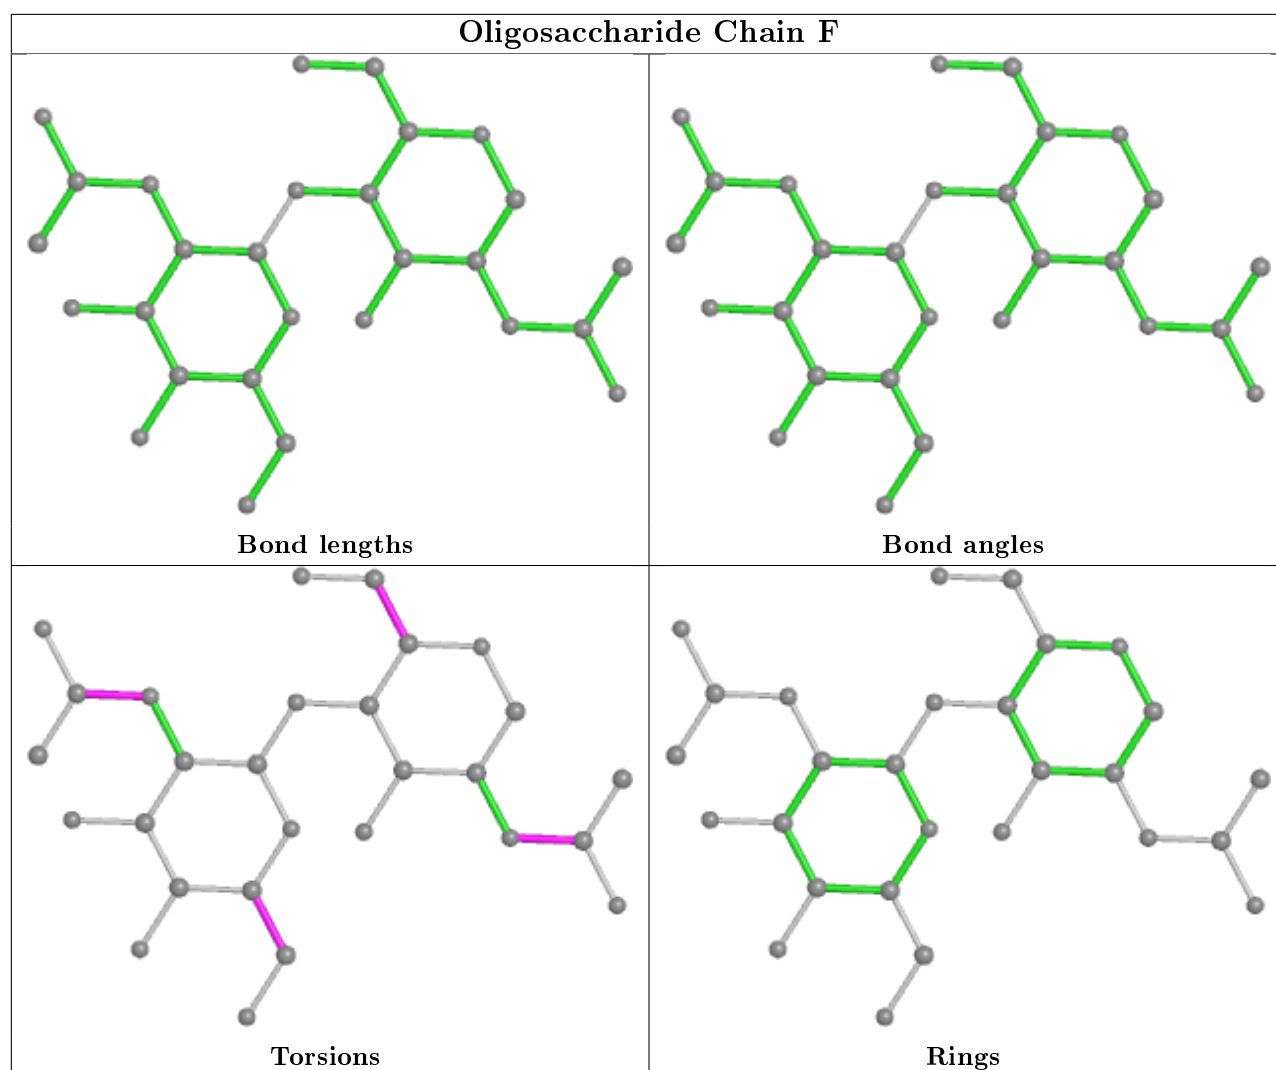 Oligosaccharide Chain F
Bond lengths
Bond angles
Torsions
Rings